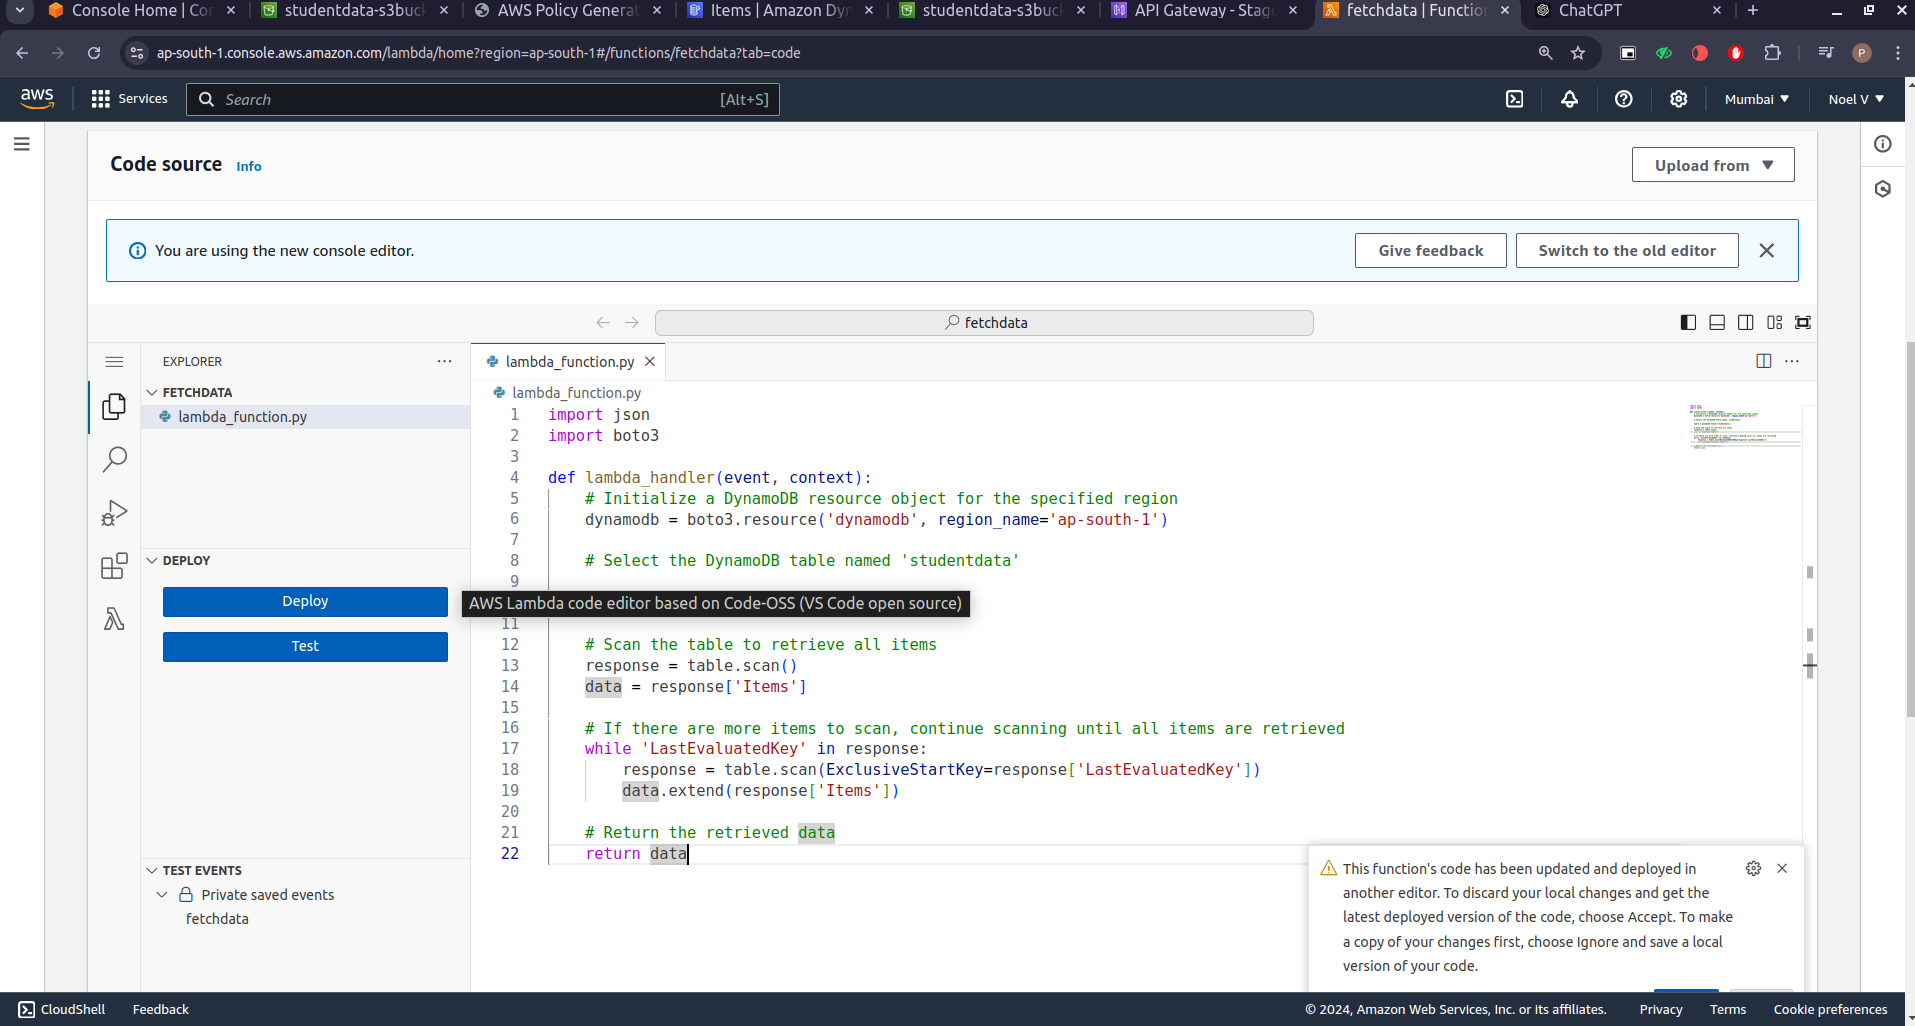 Console Home | Co
studentdata-s3buck
AWS Policy Genera
Items | Amazon Dy
studentdata-s3buck
API Gateway - Stage
fetchdata | Functio
ChatGPT
ap-south-1.console.aws.amazon.com/lambda/home?region=ap-south-1#/functions/fetchdata?tab=code
P
aws
Services
Search
[Alt+S]
Mumbai
Noel V
Code source
Info
Upload from
You are using the new console editor.
Give feedback
Switch to the old editor
fetchdata
EXPLORER
lambda_function.py
FETCHDATA
lambda_function.py
lambda_function.py
1 import json
2 import boto3
3
4 def lambda_handler(event, context):
5 # Initialize a DynamoDB resource object for the specified region
6 dynamodb = boto3.resource('dynamodb', region_name='ap-south-1')
7
8 # Select the DynamoDB table named 'studentdata'
9
DEPLOY
Deploy
AWS Lambda code editor based on Code-OSS (VS Code open source)
11
Test
12 # Scan the table to retrieve all items
13 response = table.scan()
14 data = response['Items']
15
16 # If there are more items to scan, continue scanning until all items are retrieved
17 while 'LastEvaluatedKey' in response:
18 response = table.scan(ExclusiveStartKey=response['LastEvaluatedKey'])
19 data.extend(response['Items'])
20
21 # Return the retrieved data
22 return data
TEST EVENTS
Private saved events
fetchdata
This function's code has been updated and deployed in
another editor. To discard your local changes and get the
latest deployed version of the code, choose Accept. To make
a copy of your changes first, choose Ignore and save a local
version of your code.
CloudShell
Feedback
© 2024, Amazon Web Services, Inc. or its affiliates.
Privacy
Terms
Cookie preferences